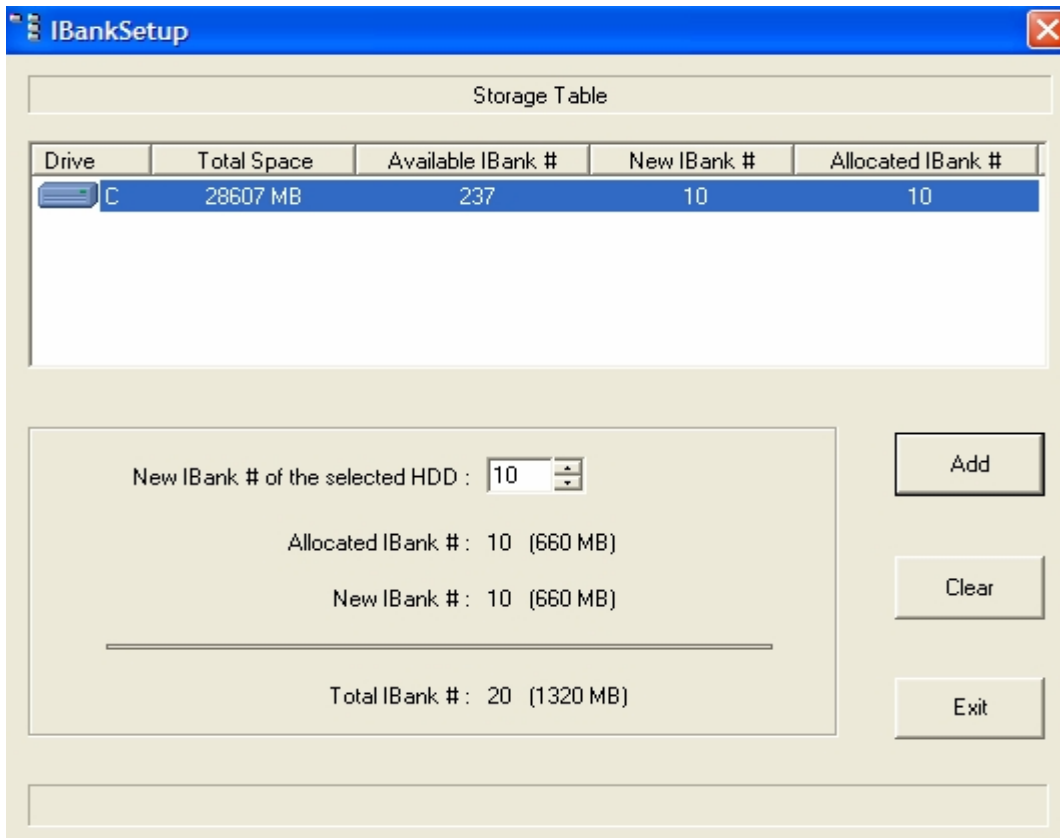 IBankSetup
Storage Table
Drive Total Space Available IBank # New IBank # Allocated IBank #
C 28607 MB 237 10 10
New IBank # of the selected HDD : 10
Add
Allocated IBank # : 10 (660 MB)
New IBank # : 10 (660 MB)
Clear
Total IBank # : 20 (1320 MB)
Exit